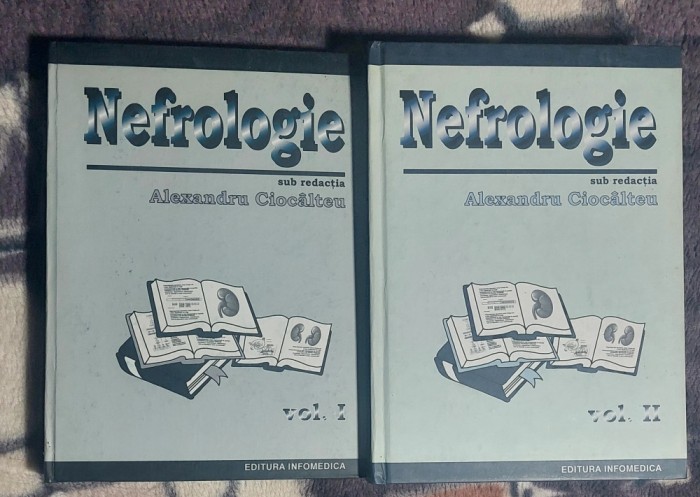 Nefrologie
sub redacția
Alexandru Ciocâlteu
vol. I
EDITURA INFOMEDICA
Nefrologie
sub redacția
Alexandru Ciocâlteu
vol. II
EDITURA INFOMEDICA